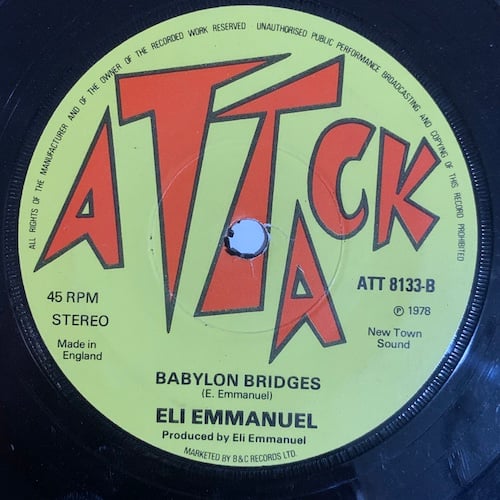 ALL RIGHTS OF THE MANUFACTURER AND OF THE OWNER OF THE RECORDED WORK RESERVED UNAUTHORISED PUBLIC PERFORMANCE BROADCASTING AND COPYING OF THIS RECORD PROHIBITED
ATTACK
ATT 8133-B
45 RPM
STEREO
℗ 1978
Made in
England
New Town
Sound
BABYLON BRIDGES
(E. Emmanuel)
ELI EMMANUEL
Produced by Eli Emmanuel
MARKETED BY B&C RECORDS LTD.